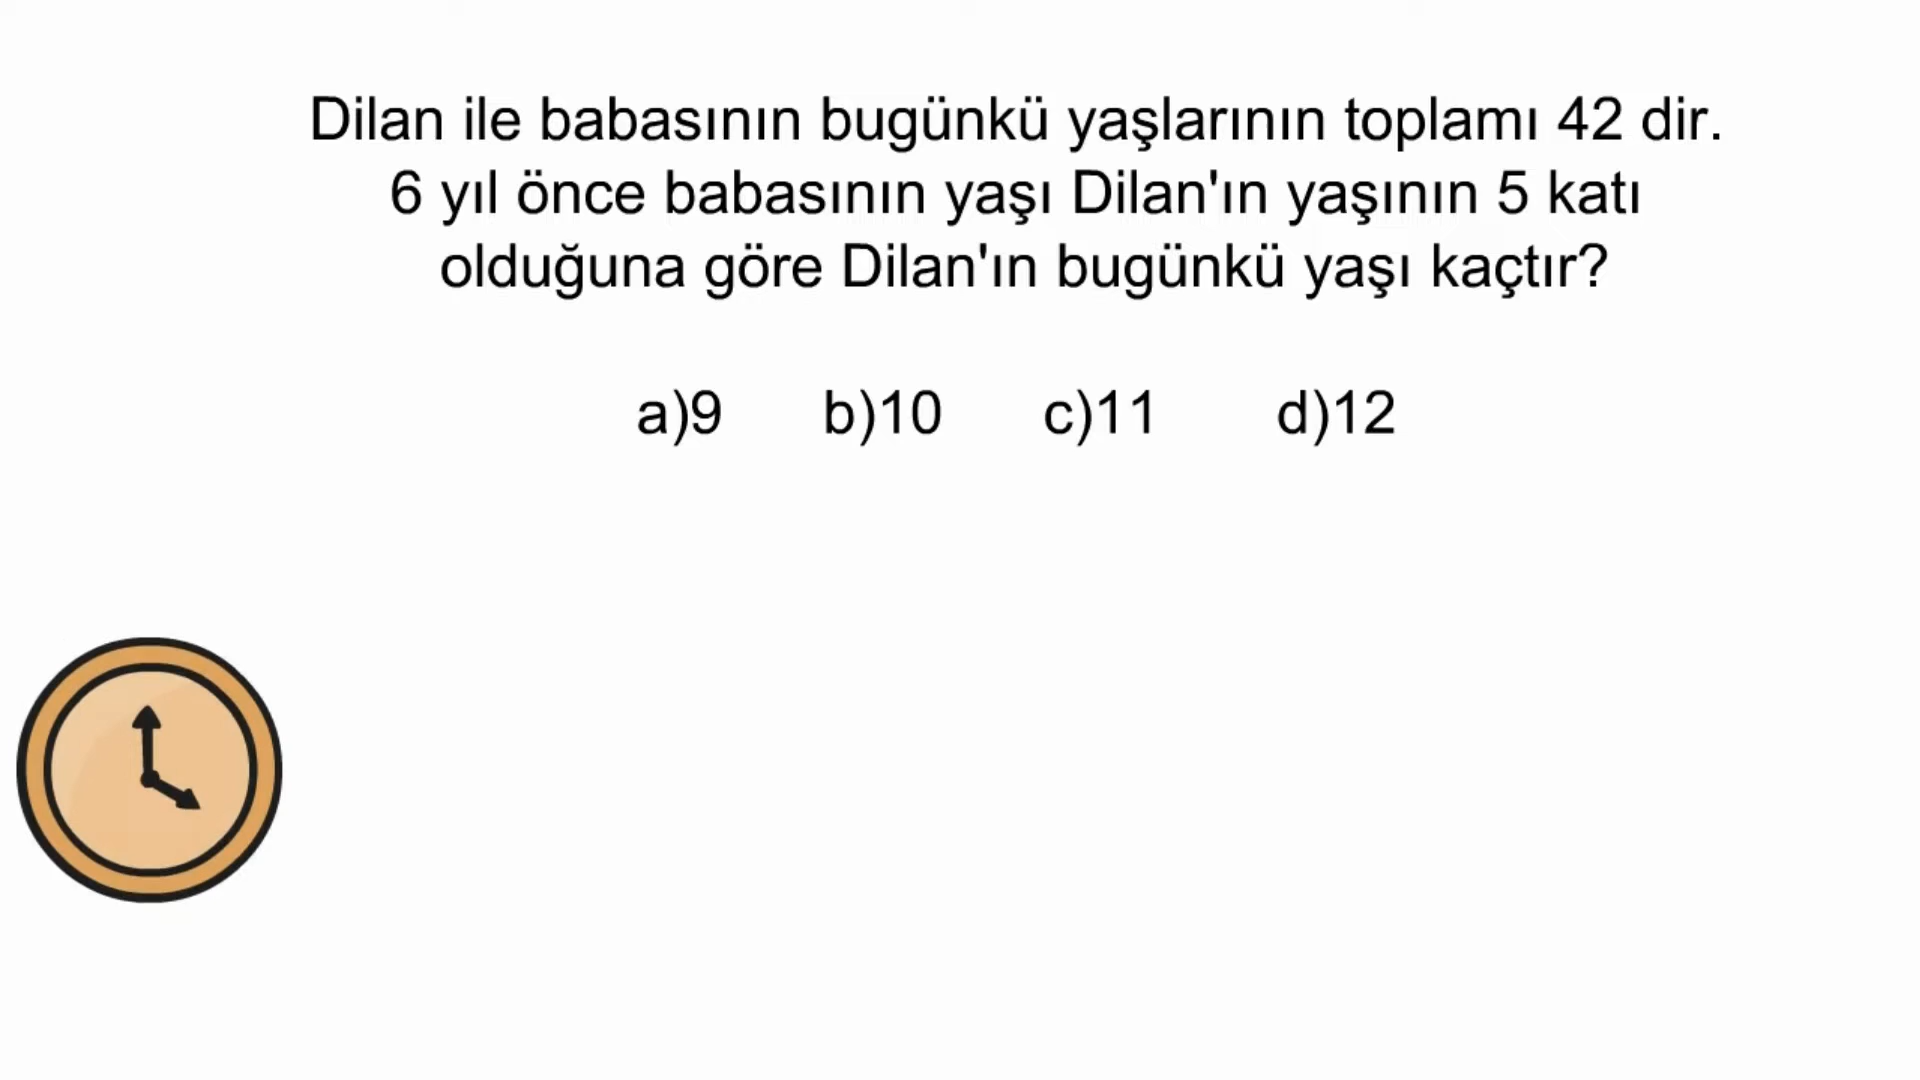 Dilan ile babasının bugünkü yaşlarının toplamı 42 dir.
6 yıl önce babasının yaşı Dilan'ın yaşının 5 katı
olduğuna göre Dilan'ın bugünkü yaşı kaçtır?
a)9 b)10 c)11 d)12